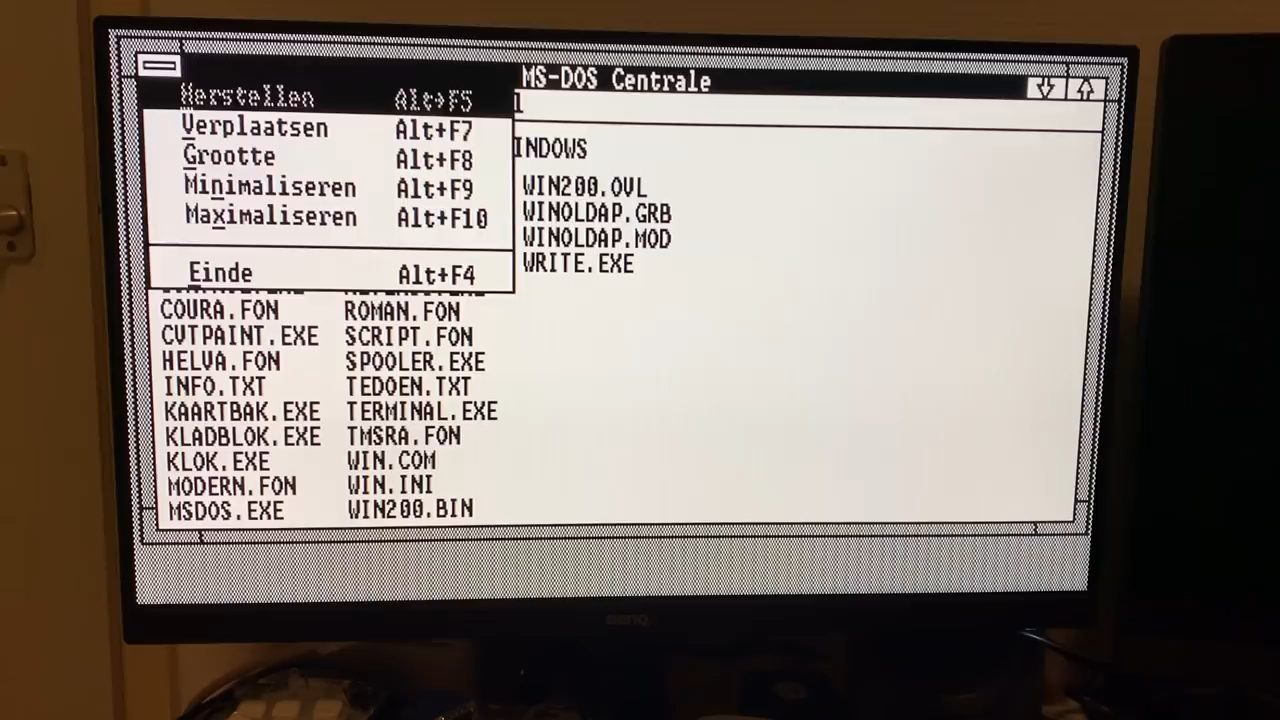 MS-DOS Centrale
Herstellen Alt+F5
Verplaatsen Alt+F7
Grootte Alt+F8
Minimaliseren Alt+F9
Maximaliseren Alt+F10
Einde Alt+F4
INDOWS
WIN200.OVL
WINOLDAP.GRB
WINOLDAP.MOD
WRITE.EXE
COURA.FON ROMAN.FON
CVTPAINT.EXE SCRIPT.FON
HELVA.FON SPOOLER.EXE
INFO.TXT TEDOEN.TXT
KAARTBAK.EXE TERMINAL.EXE
KLADBLOK.EXE TMSRA.FON
KLOK.EXE WIN.COM
MODERN.FON WIN.INI
MSDOS.EXE WIN200.BIN
BenQ